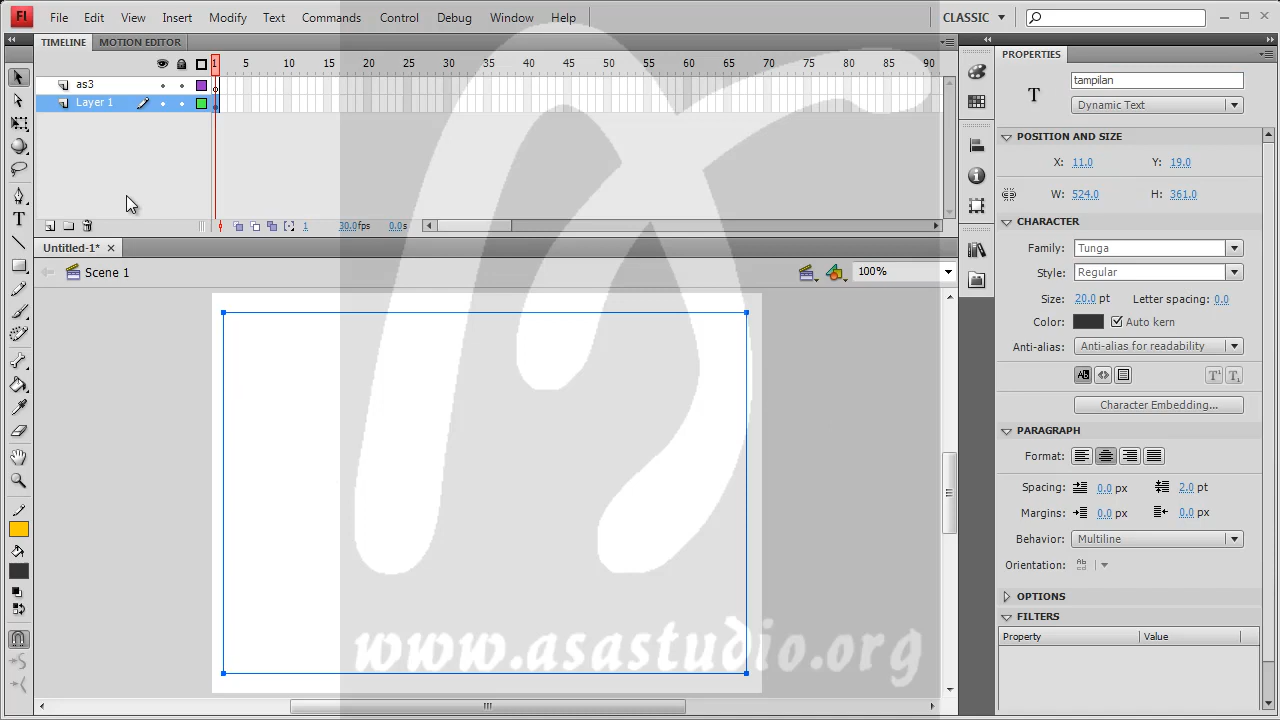 Fl File Edit View Insert Modify Text Commands Control Debug Window Help CLASSIC
TIMELINE MOTION EDITOR
1 5 10 15 20 25 30 35 40 45 50 55 60 65 70 75 80 85 90
as3
Layer 1
1 30.0fps 0.0s
Untitled-1*
Scene 1 100%
www.asastudio.org
PROPERTIES
T tampilan
Dynamic Text
POSITION AND SIZE
X: 11.0 Y: 19.0
W: 524.0 H: 361.0
CHARACTER
Family: Tunga
Style: Regular
Size: 20.0 pt Letter spacing: 0.0
Color: Auto kern
Anti-alias: Anti-alias for readability
Character Embedding...
PARAGRAPH
Format:
Spacing: 0.0 px 2.0 pt
Margins: 0.0 px 0.0 px
Behavior: Multiline
Orientation:
OPTIONS
FILTERS
Property Value